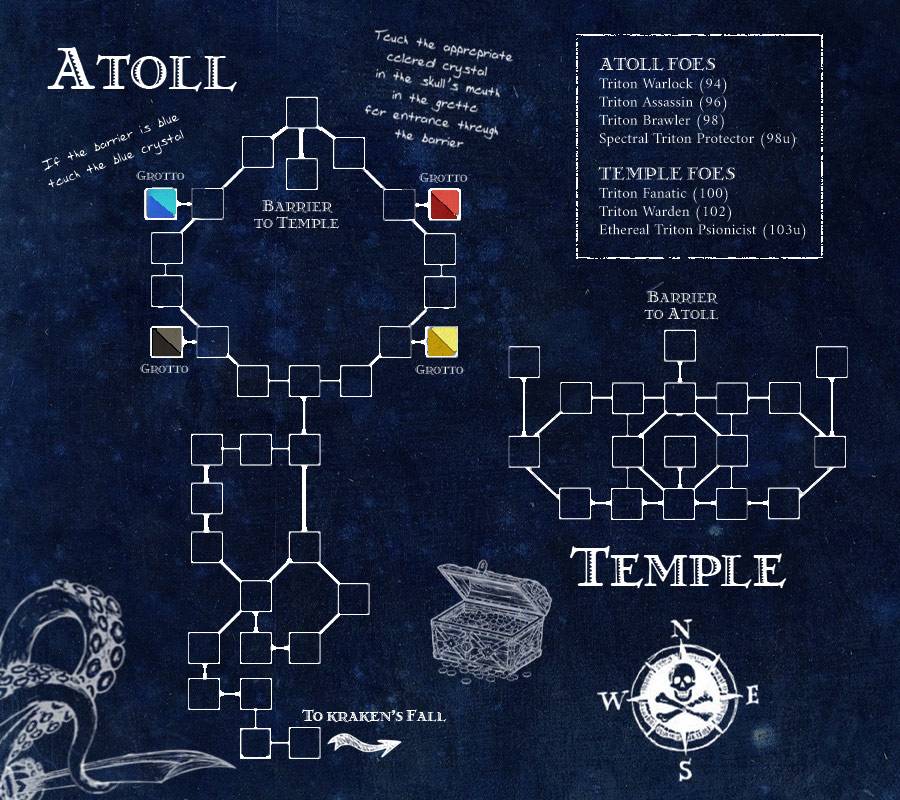 ATOLL
Touch the appropriate
colored crystal
in the skull's mouth
in the grotto
for entrance through
the barrier
If the barrier is blue
touch the blue crystal
GROTTO
GROTTO
BARRIER
TO TEMPLE
GROTTO
GROTTO
ATOLL FOES
Triton Warlock (94)
Triton Assassin (96)
Triton Brawler (98)
Spectral Triton Protector (98u)
TEMPLE FOES
Triton Fanatic (100)
Triton Warden (102)
Ethereal Triton Psionicist (103u)
BARRIER
TO ATOLL
TEMPLE
TO KRAKEN'S FALL
N
W E
S